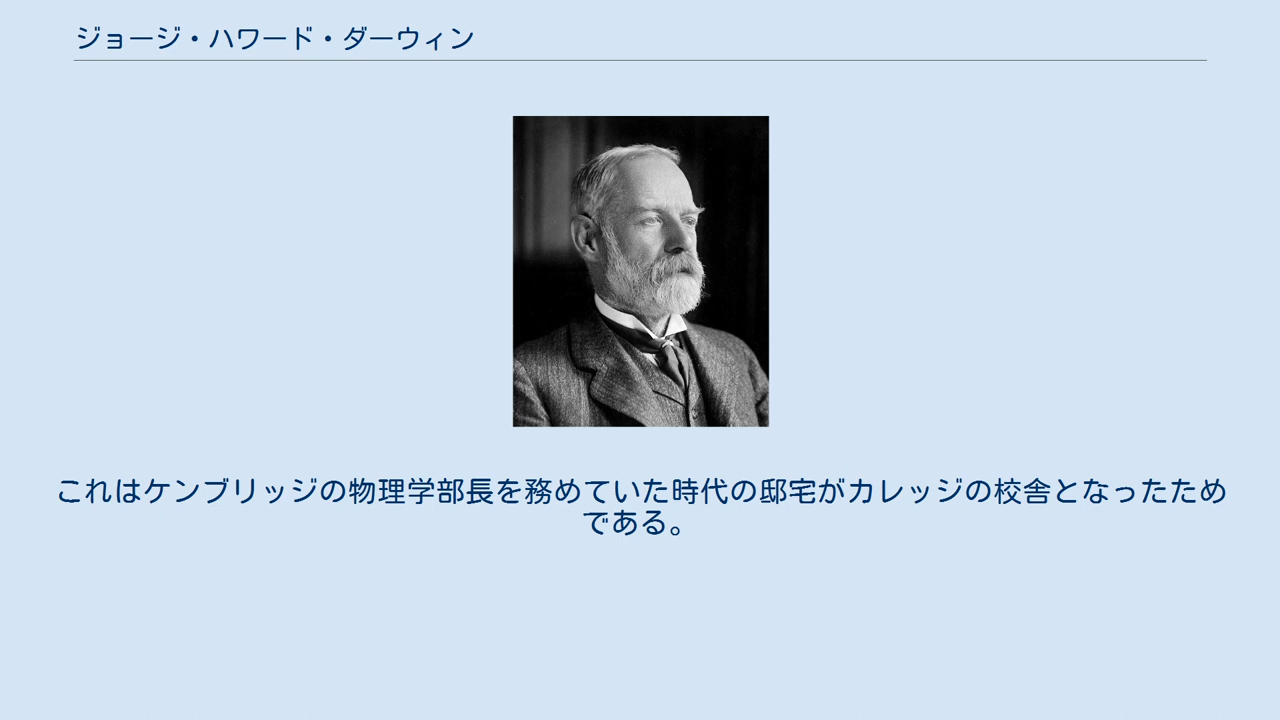 ジョージ・ハワード・ダーウィン
これはケンブリッジの物理学部長を務めていた時代の邸宅がカレッジの校舎となったため
である。